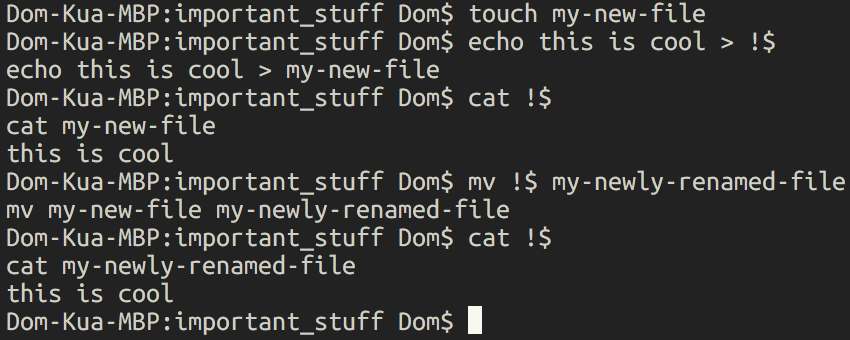 Dom-Kua-MBP:important_stuff Dom$ touch my-new-file
Dom-Kua-MBP:important_stuff Dom$ echo this is cool > !$
echo this is cool > my-new-file
Dom-Kua-MBP:important_stuff Dom$ cat !$
cat my-new-file
this is cool
Dom-Kua-MBP:important_stuff Dom$ mv !$ my-newly-renamed-file
mv my-new-file my-newly-renamed-file
Dom-Kua-MBP:important_stuff Dom$ cat !$
cat my-newly-renamed-file
this is cool
Dom-Kua-MBP:important_stuff Dom$